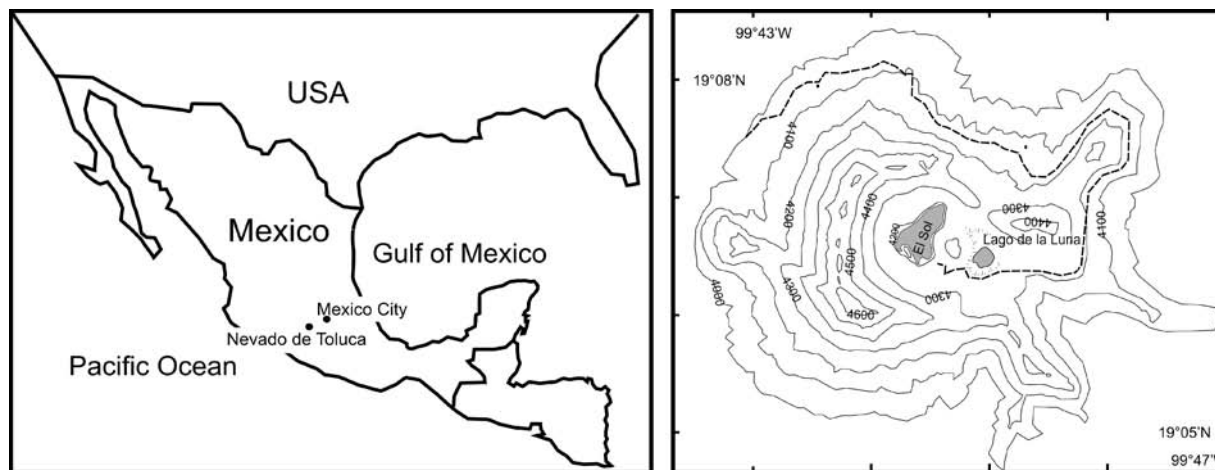 USA
Mexico
Gulf of Mexico
Mexico City
Nevado de Toluca
Pacific Ocean
99°43'W
19°08'N
4100
4200
4400
4300
4400
4100
4200
El Sol
Lago de la Luna
4500
4300
4000
4300
4600
19°05'N
99°47'W